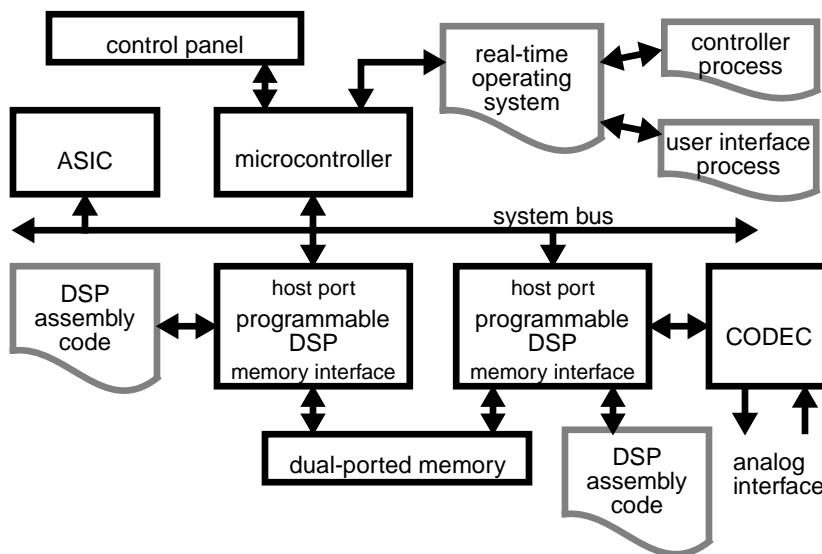 control panel
real-time
operating
system
controller
process
ASIC
microcontroller
user interface
process
system bus
DSP
assembly
code
host port
programmable
DSP
memory interface
host port
programmable
DSP
memory interface
CODEC
dual-ported memory
DSP
assembly
code
analog
interface